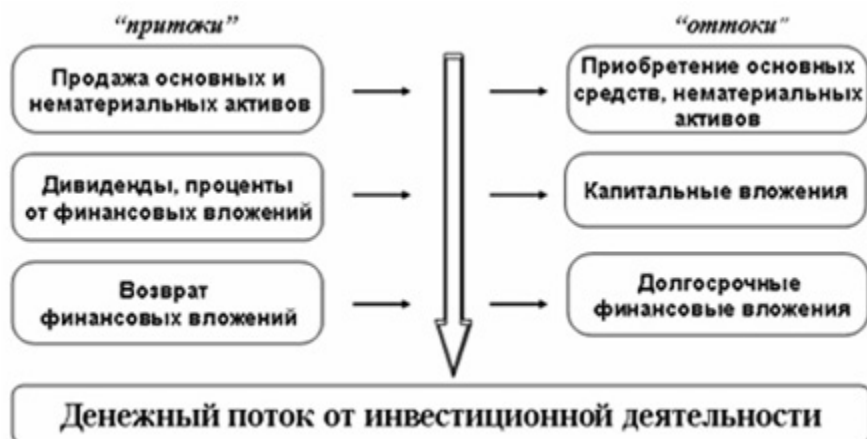 “притоки”
“оттоки"
Продажа основных и
нематериальных активов
Приобретение основных
средств, нематериальных
активов
Дивиденды, проценты
от финансовых вложений
Капитальные вложения
Возврат
финансовых вложений
Долгосрочные
финансовые вложения
Денежный поток от инвестиционной деятельности